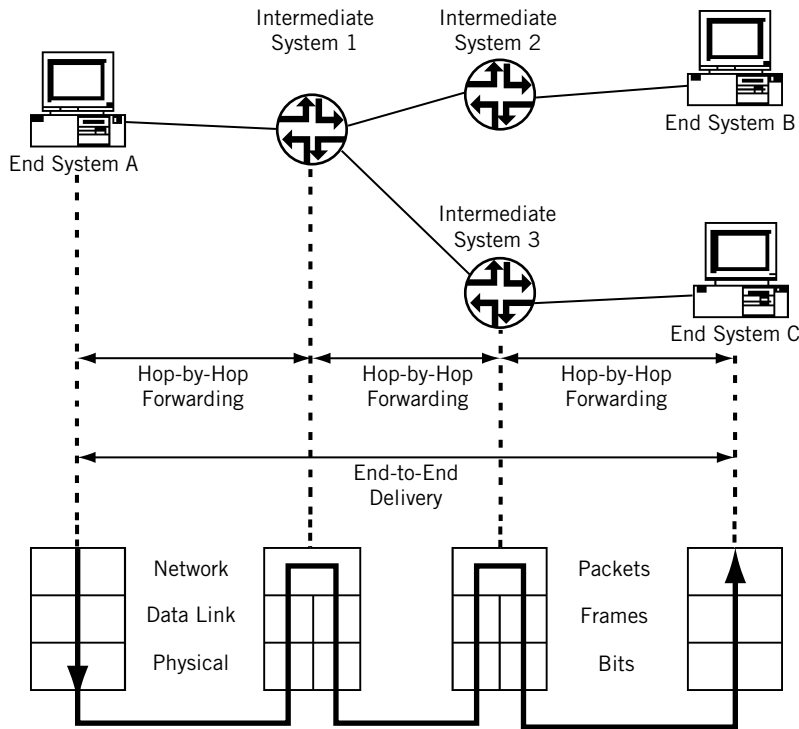 Intermediate
System 1
Intermediate
System 2
End System B
End System A
Intermediate
System 3
End System C
Hop-by-Hop
Forwarding
Hop-by-Hop
Forwarding
Hop-by-Hop
Forwarding
End-to-End
Delivery
Network
Packets
Data Link
Frames
Physical
Bits